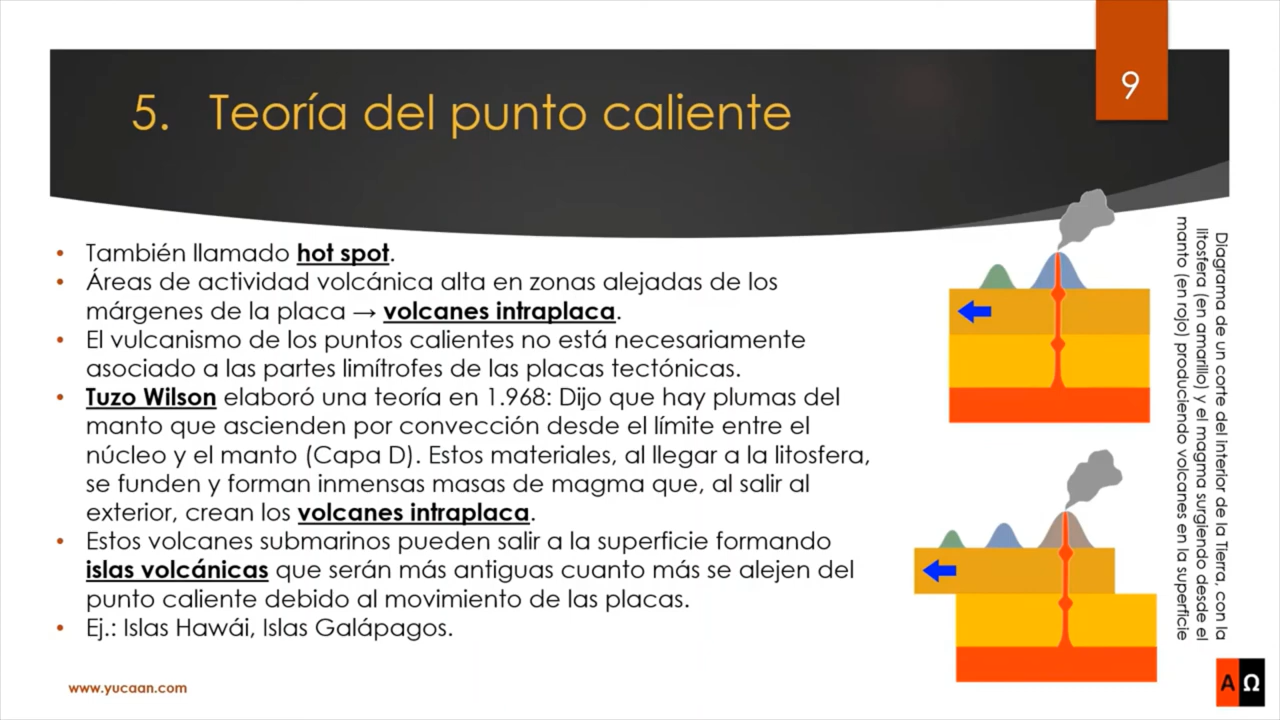 9
5. Teoría del punto caliente
• También llamado hot spot.
• Áreas de actividad volcánica alta en zonas alejadas de los
márgenes de la placa → volcanes intraplaca.
• El vulcanismo de los puntos calientes no está necesariamente
asociado a las partes limítrofes de las placas tectónicas.
• Tuzo Wilson elaboró una teoría en 1.968: Dijo que hay plumas del
manto que ascienden por convección desde el límite entre el
núcleo y el manto (Capa D). Estos materiales, al llegar a la litosfera,
se funden y forman inmensas masas de magma que, al salir al
exterior, crean los volcanes intraplaca.
• Estos volcanes submarinos pueden salir a la superficie formando
islas volcánicas que serán más antiguas cuanto más se alejen del
punto caliente debido al movimiento de las placas.
• Ej.: Islas Hawái, Islas Galápagos.
Diagrama de un corte del interior de la Tierra, con la
litosfera (en amarillo) y el magma surgiendo desde el
manto (en rojo) produciendo volcanes en la superficie
www.yucaan.com
Α Ω